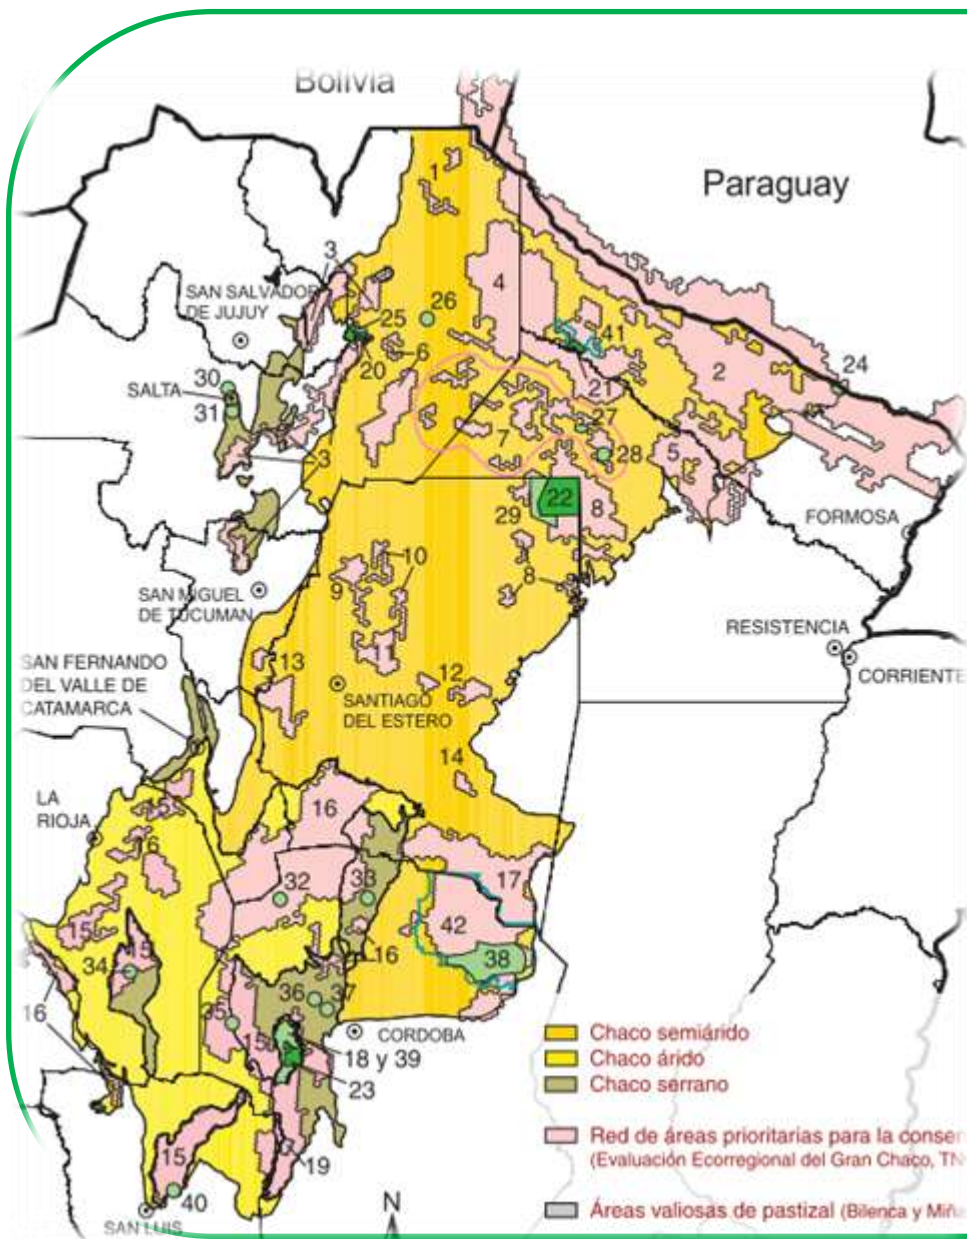 Bolivia
Paraguay
1
3
4
SAN SALVADOR
DE JUJUY
26
25
41
6
2
24
20
21
30
SALTA
31
27
7
28
3
5
22
29
8
FORMOSA
10
9
8
SAN MIGUEL
DE TUCUMAN
RESISTENCIA
11
SAN FERNANDO
DEL VALLE DE
CATAMARCA
13
12
CORRIENTE
SANTIAGO
DEL ESTERO
14
LA
RIOJA
15
16
16
32
33
17
15
42
15
16
38
34
36
37
16
35
15
CORDOBA
18 y 39
23
15
19
40
SAN LUIS
N
Chaco semiárido
Chaco árido
Chaco serrano
Red de áreas prioritarias para la conser
(Evaluación Ecorregional del Gran Chaco, TN
Áreas valiosas de pastizal (Bilenca y Miña